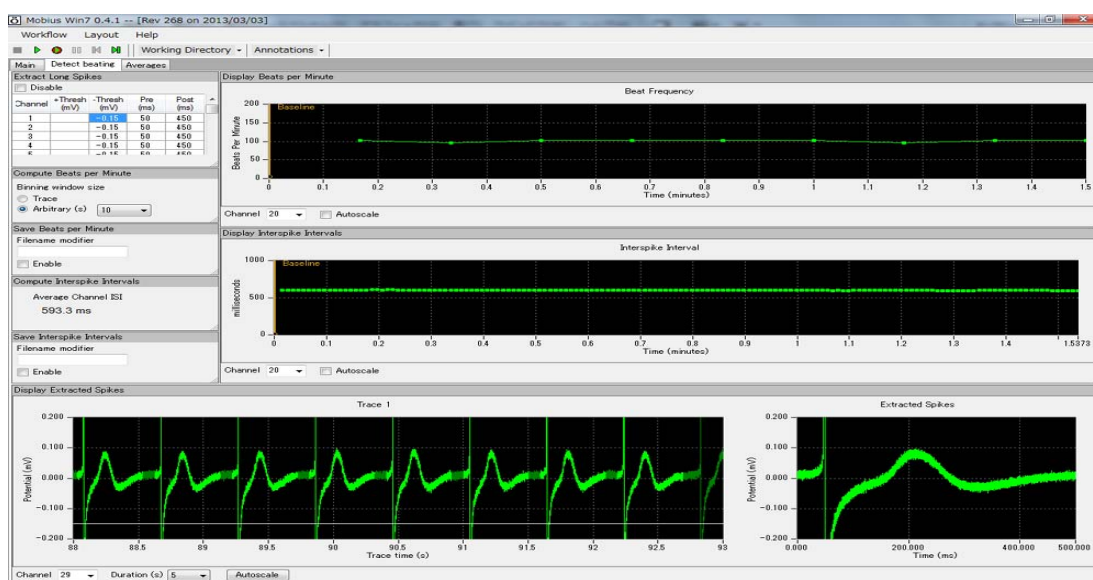 Mobius Win7 0.4.1 -- [Rev 268 on 2013/03/03]
Workflow Layout Help
Working Directory Annotations
Main Detect beating Averages
Extract Long Spikes
Disable
Channel +Thresh (mV) -Thresh (mV) Pre (ms) Post (ms)
1 -0.15 50 450
2 -0.15 50 450
3 -0.15 50 450
4 -0.15 50 450
5 -0.15 50 450
Compute Beats per Minute
Binning window size
Trace
Arbitrary (s) 10
Save Beats per Minute
Filename modifier
Enable
Compute Interspike Intervals
Average Channel ISI
593.3 ms
Save Interspike Intervals
Filename modifier
Enable
Display Beats per Minute
Beat Frequency
Baseline
Beats Per Minute
200
150
100
50
0
0 0.1 0.2 0.3 0.4 0.5 0.6 0.7 0.8 0.9 1 1.1 1.2 1.3 1.4 1.5
Time (minutes)
Channel 20 Autoscale
Display Interspike Intervals
Interspike Interval
Baseline
milliseconds
1000
500
0
0 0.1 0.2 0.3 0.4 0.5 0.6 0.7 0.8 0.9 1 1.1 1.2 1.3 1.4 1.5373
Time (minutes)
Channel 20 Autoscale
Display Extracted Spikes
Trace 1
Potential (mV)
0.200
0.100
0.000
-0.100
-0.200
88 88.5 89 89.5 90 90.5 91 91.5 92 92.5 93
Trace time (s)
Extracted Spikes
Potential (mV)
0.200
0.100
0.000
-0.100
-0.200
0.000 200.000 400.000 500.000
Time (ms)
Channel 29 Duration (s) 5 Autoscale